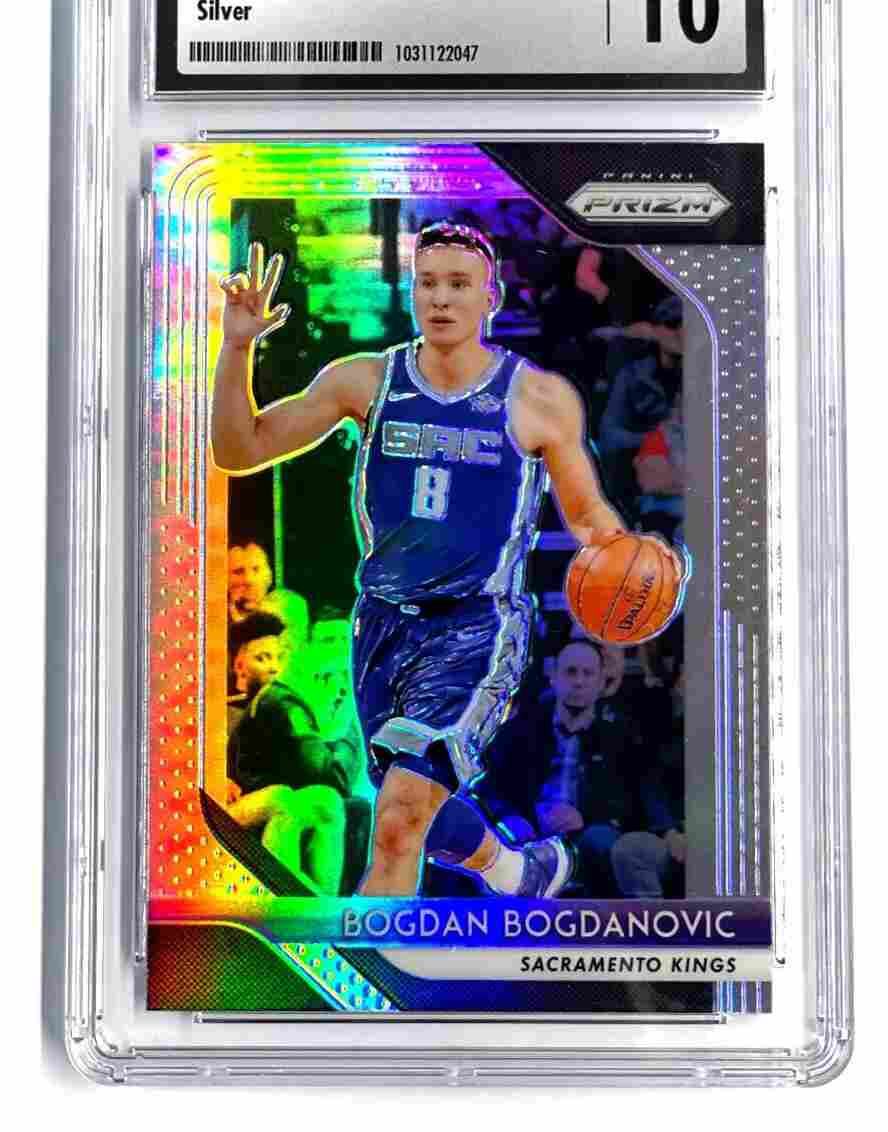 Silver
10
1031122047
PANINI
PRIZM
SAC
8
SPALDING
BOGDAN BOGDANOVIC
SACRAMENTO KINGS